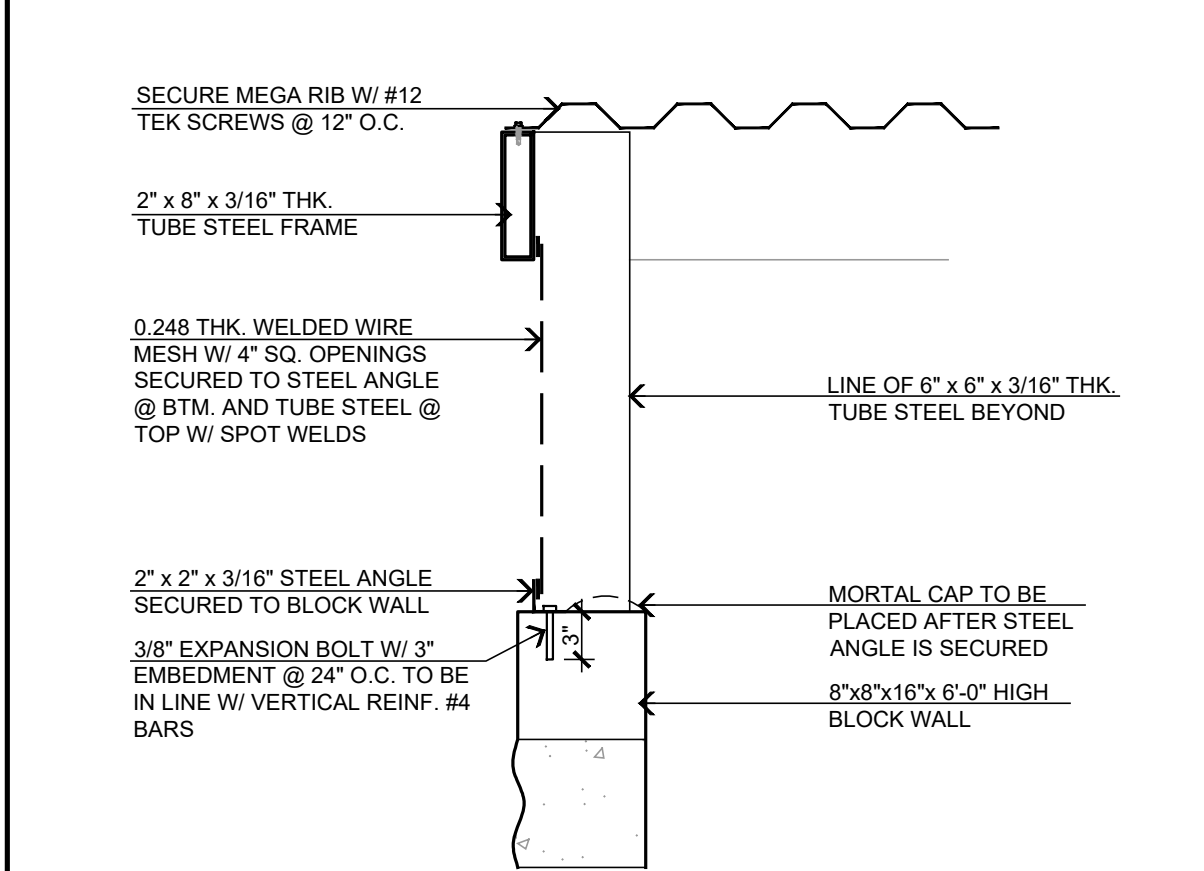 SECURE MEGA RIB W/ #12
TEK SCREWS @ 12" O.C.
2" x 8" x 3/16" THK.
TUBE STEEL FRAME
0.248 THK. WELDED WIRE
MESH W/ 4" SQ. OPENINGS
SECURED TO STEEL ANGLE
@ BTM. AND TUBE STEEL @
TOP W/ SPOT WELDS
LINE OF 6" x 6" x 3/16" THK.
TUBE STEEL BEYOND
2" x 2" x 3/16" STEEL ANGLE
SECURED TO BLOCK WALL
3/8" EXPANSION BOLT W/ 3"
EMBEDMENT @ 24" O.C. TO BE
IN LINE W/ VERTICAL REINF. #4
BARS
3"
MORTAL CAP TO BE
PLACED AFTER STEEL
ANGLE IS SECURED
8"x8"x16"x 6'-0" HIGH
BLOCK WALL